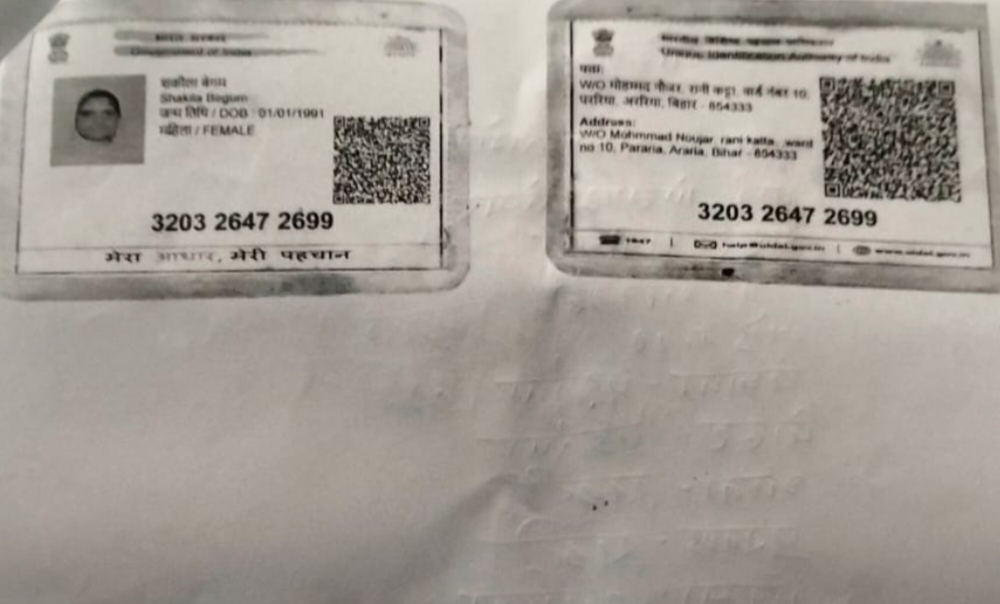 भारत सरकार
Government of India
शकीला बेगम
Shakila Begum
जन्म तिथि / DOB : 01/01/1991
महिला / FEMALE
3203 2647 2699
मेरा आधार, मेरी पहचान
Unique Identification Authority of India
पता:
W/O मोहम्मद नौजर, रानी कट्टा, वार्ड नंबर 10,
पररिया, अररिया, बिहार - 854333
Address:
W/O Mohmmad Noujar, rani katta, ward
no 10, Pararia, Araria, Bihar - 854333
3203 2647 2699
1947 | help@uidai.gov.in | www.uidai.gov.in